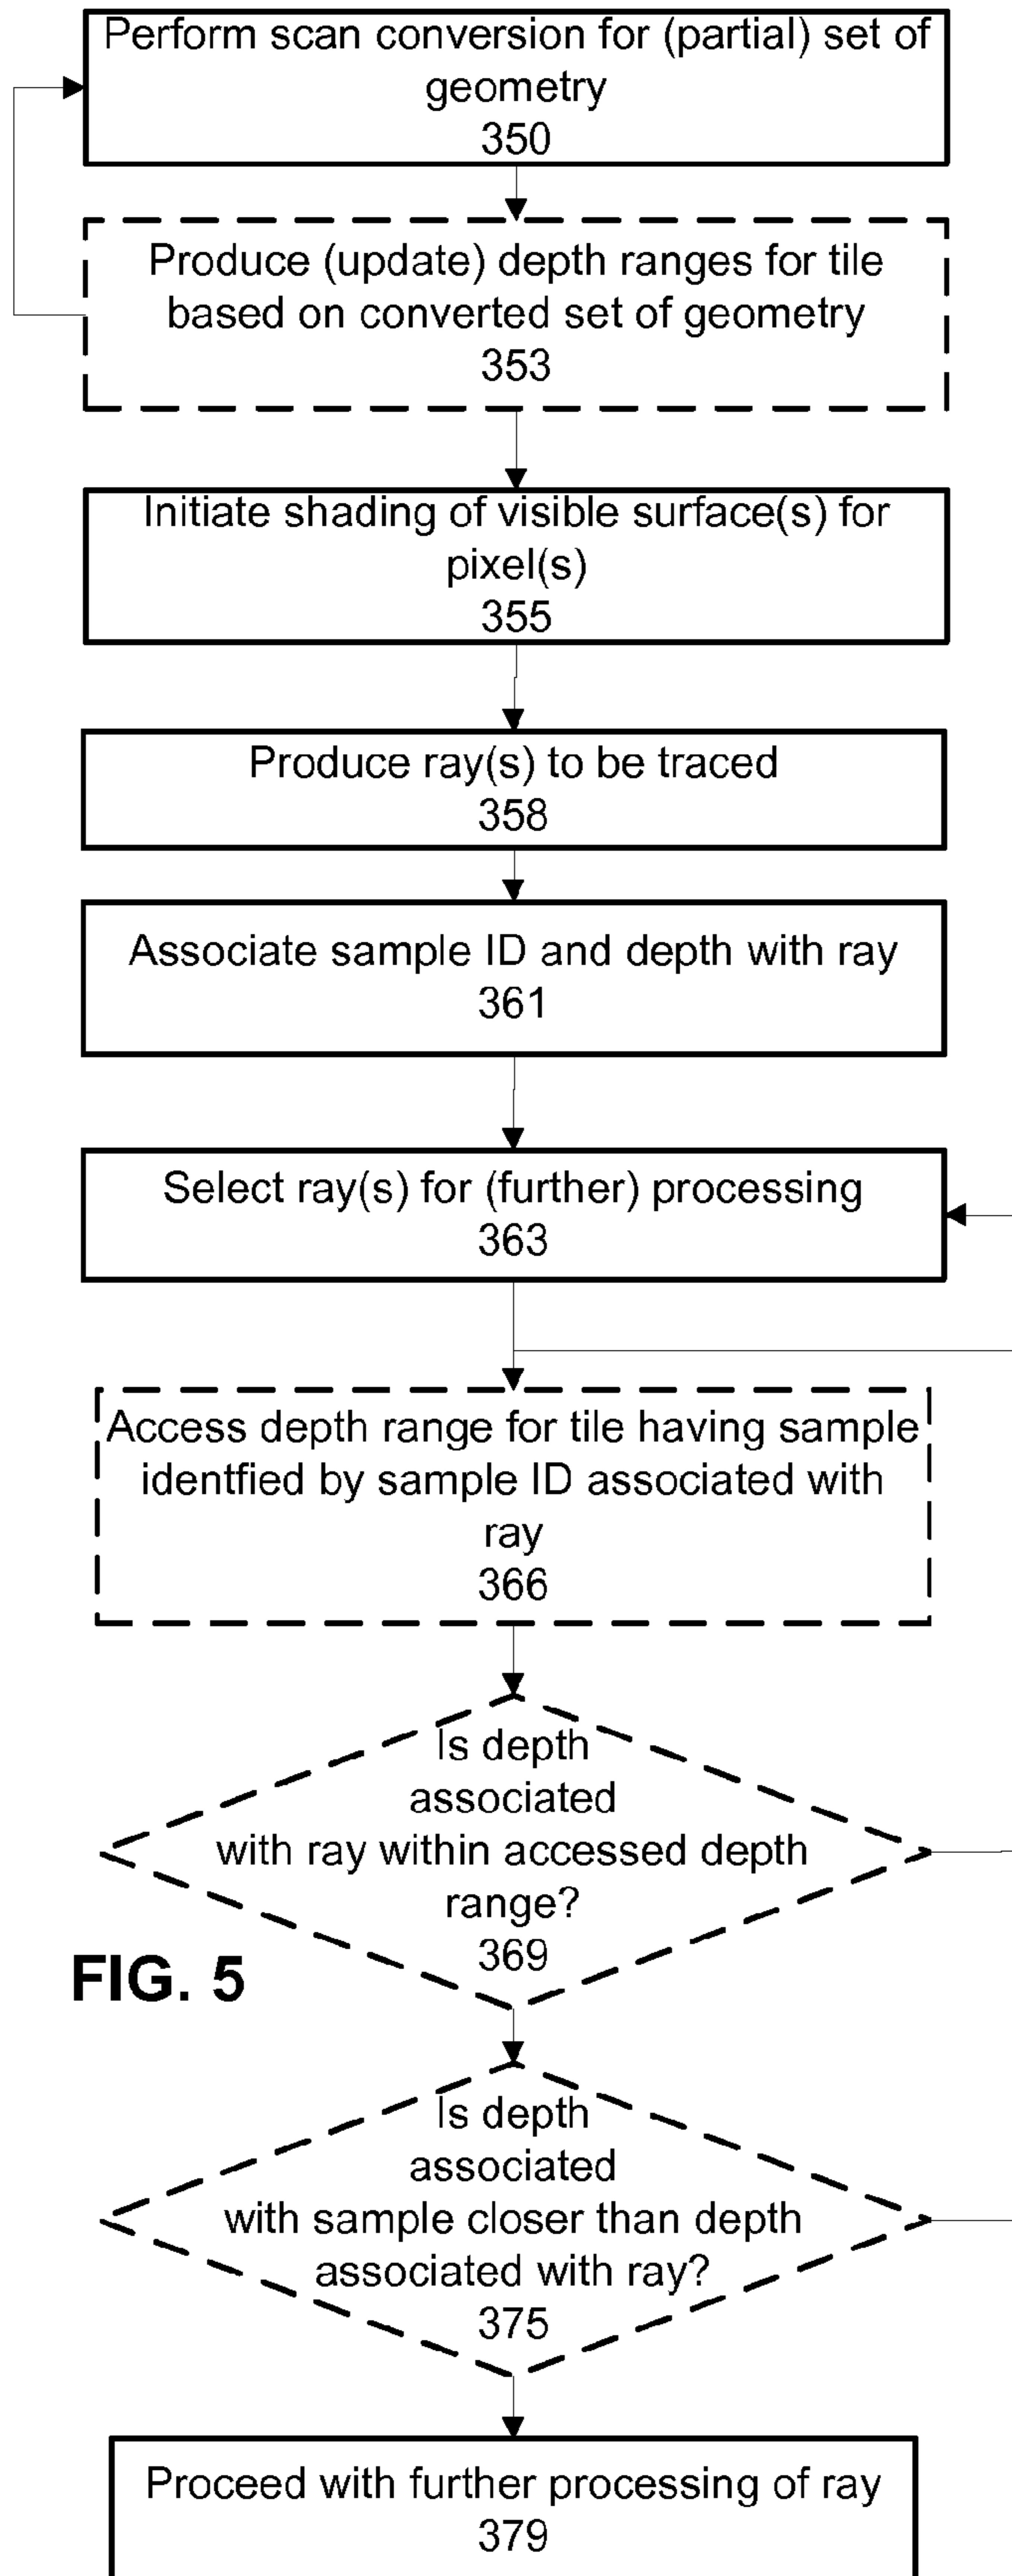 Perform scan conversion for (partial) set of
geometry
350
Produce (update) depth ranges for tile
based on converted set of geometry
353
Initiate shading of visible surface(s) for
pixel(s)
355
Produce ray(s) to be traced
358
Associate sample ID and depth with ray
361
Select ray(s) for (further) processing
363
Access depth range for tile having sample
identfied by sample ID associated with
ray
366
Is depth
associated
with ray within accessed depth
range?
369
FIG. 5
Is depth
associated
with sample closer than depth
associated with ray?
375
Proceed with further processing of ray
379